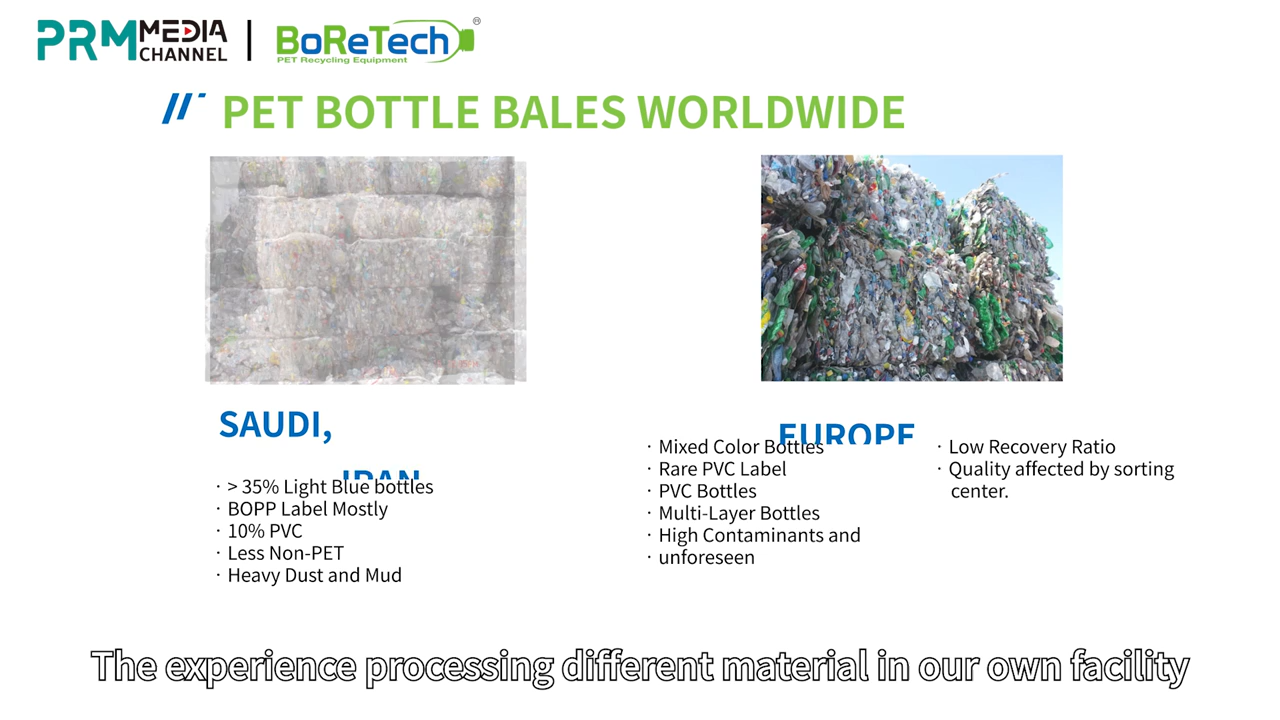 PRM MEDIA CHANNEL
BoReTech®
PET Recycling Equipment
PET BOTTLE BALES WORLDWIDE
SAUDI,
IRAN
· > 35% Light Blue bottles
· BOPP Label Mostly
· 10% PVC
· Less Non-PET
· Heavy Dust and Mud
EUROPE
· Mixed Color Bottles
· Rare PVC Label
· PVC Bottles
· Multi-Layer Bottles
· High Contaminants and
· unforeseen
· Low Recovery Ratio
· Quality affected by sorting
center.
The experience processing different material in our own facility